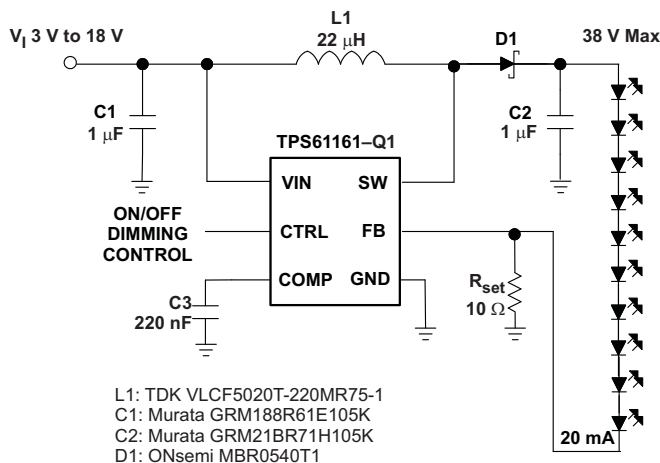 V_I 3 V to 18 V
L1
22 μH
D1
38 V Max
C1
1 μF
C2
1 μF
TPS61161–Q1
VIN
SW
ON/OFF
DIMMING
CONTROL
CTRL
FB
COMP
GND
C3
220 nF
R_set
10 Ω
L1: TDK VLCF5020T-220MR75-1
C1: Murata GRM188R61E105K
C2: Murata GRM21BR71H105K
D1: ONsemi MBR0540T1
20 mA